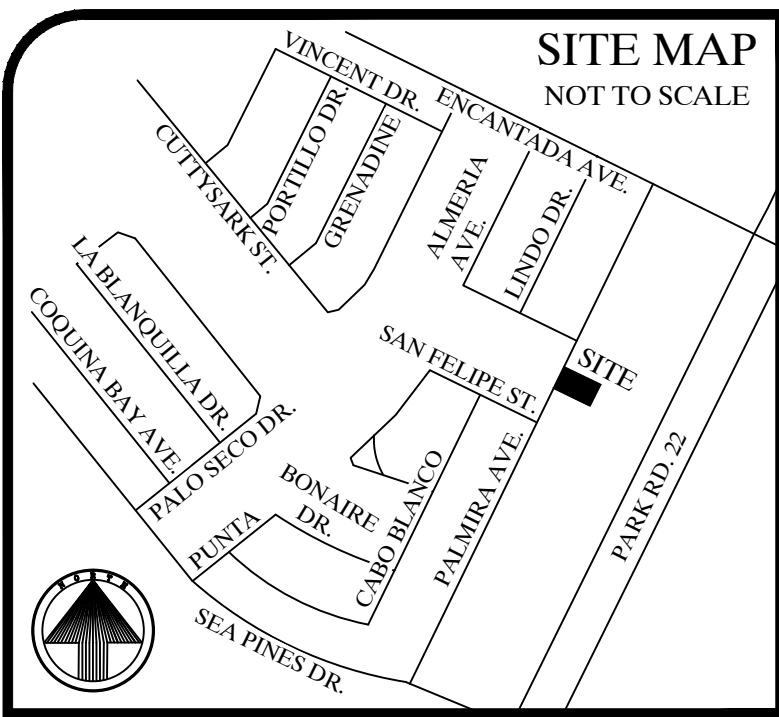 SITE MAP
NOT TO SCALE
VINCENT DR.
ENCANTADA AVE.
PORTILLO DR.
GRENADINE
CUTTYSARK ST.
ALMERIA
AVE.
LINDO DR.
LA BLANQUILLA DR.
COQUINA BAY AVE.
SAN FELIPE ST.
SITE
PALO SECO DR.
BONAIRE
DR.
PUNTA
CABO BLANCO
PALMIRA AVE.
PARK RD. 22
SEA PINES DR.
NORTH